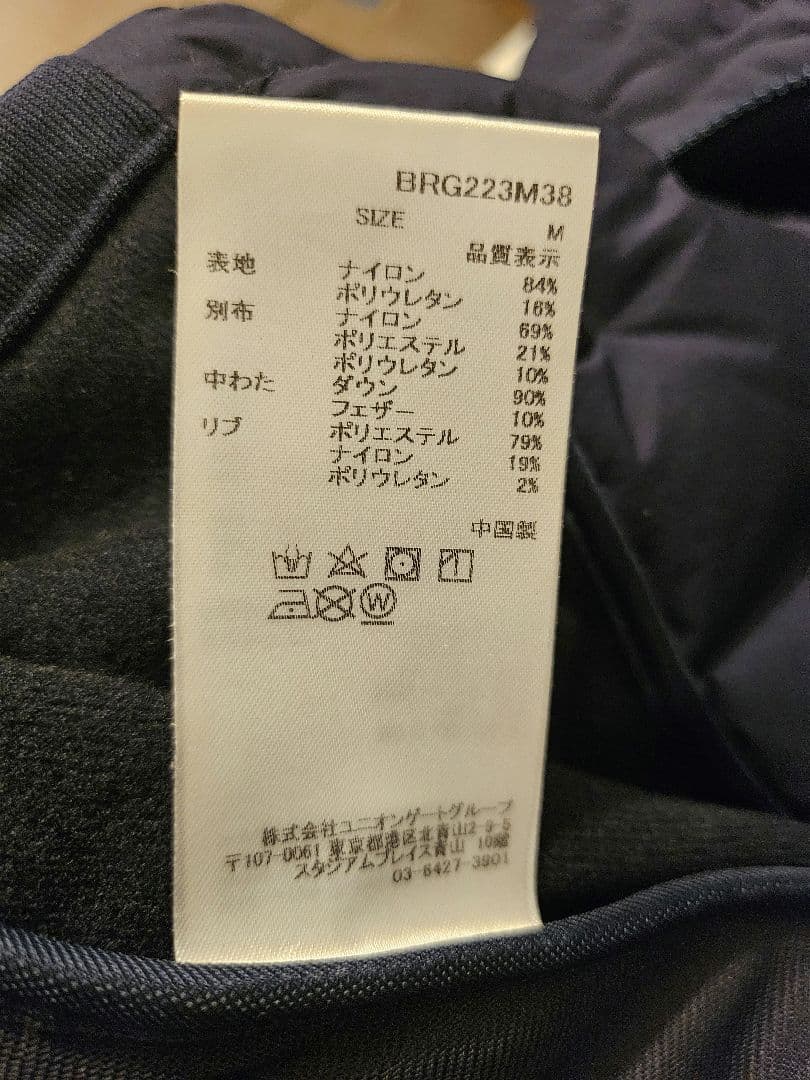 BRG223M38
SIZE M
品質表示
表地 ナイロン 84%
ポリウレタン 16%
別布 ナイロン 69%
ポリエステル 21%
ポリウレタン 10%
中わた ダウン 90%
フェザー 10%
リブ ポリエステル 79%
ナイロン 19%
ポリウレタン 2%
中国製
W
株式会社ユニオンゲートグループ
〒107-0061 東京都港区北青山2-9-5
スタジアムプレイス青山 10階
03-6427-3901